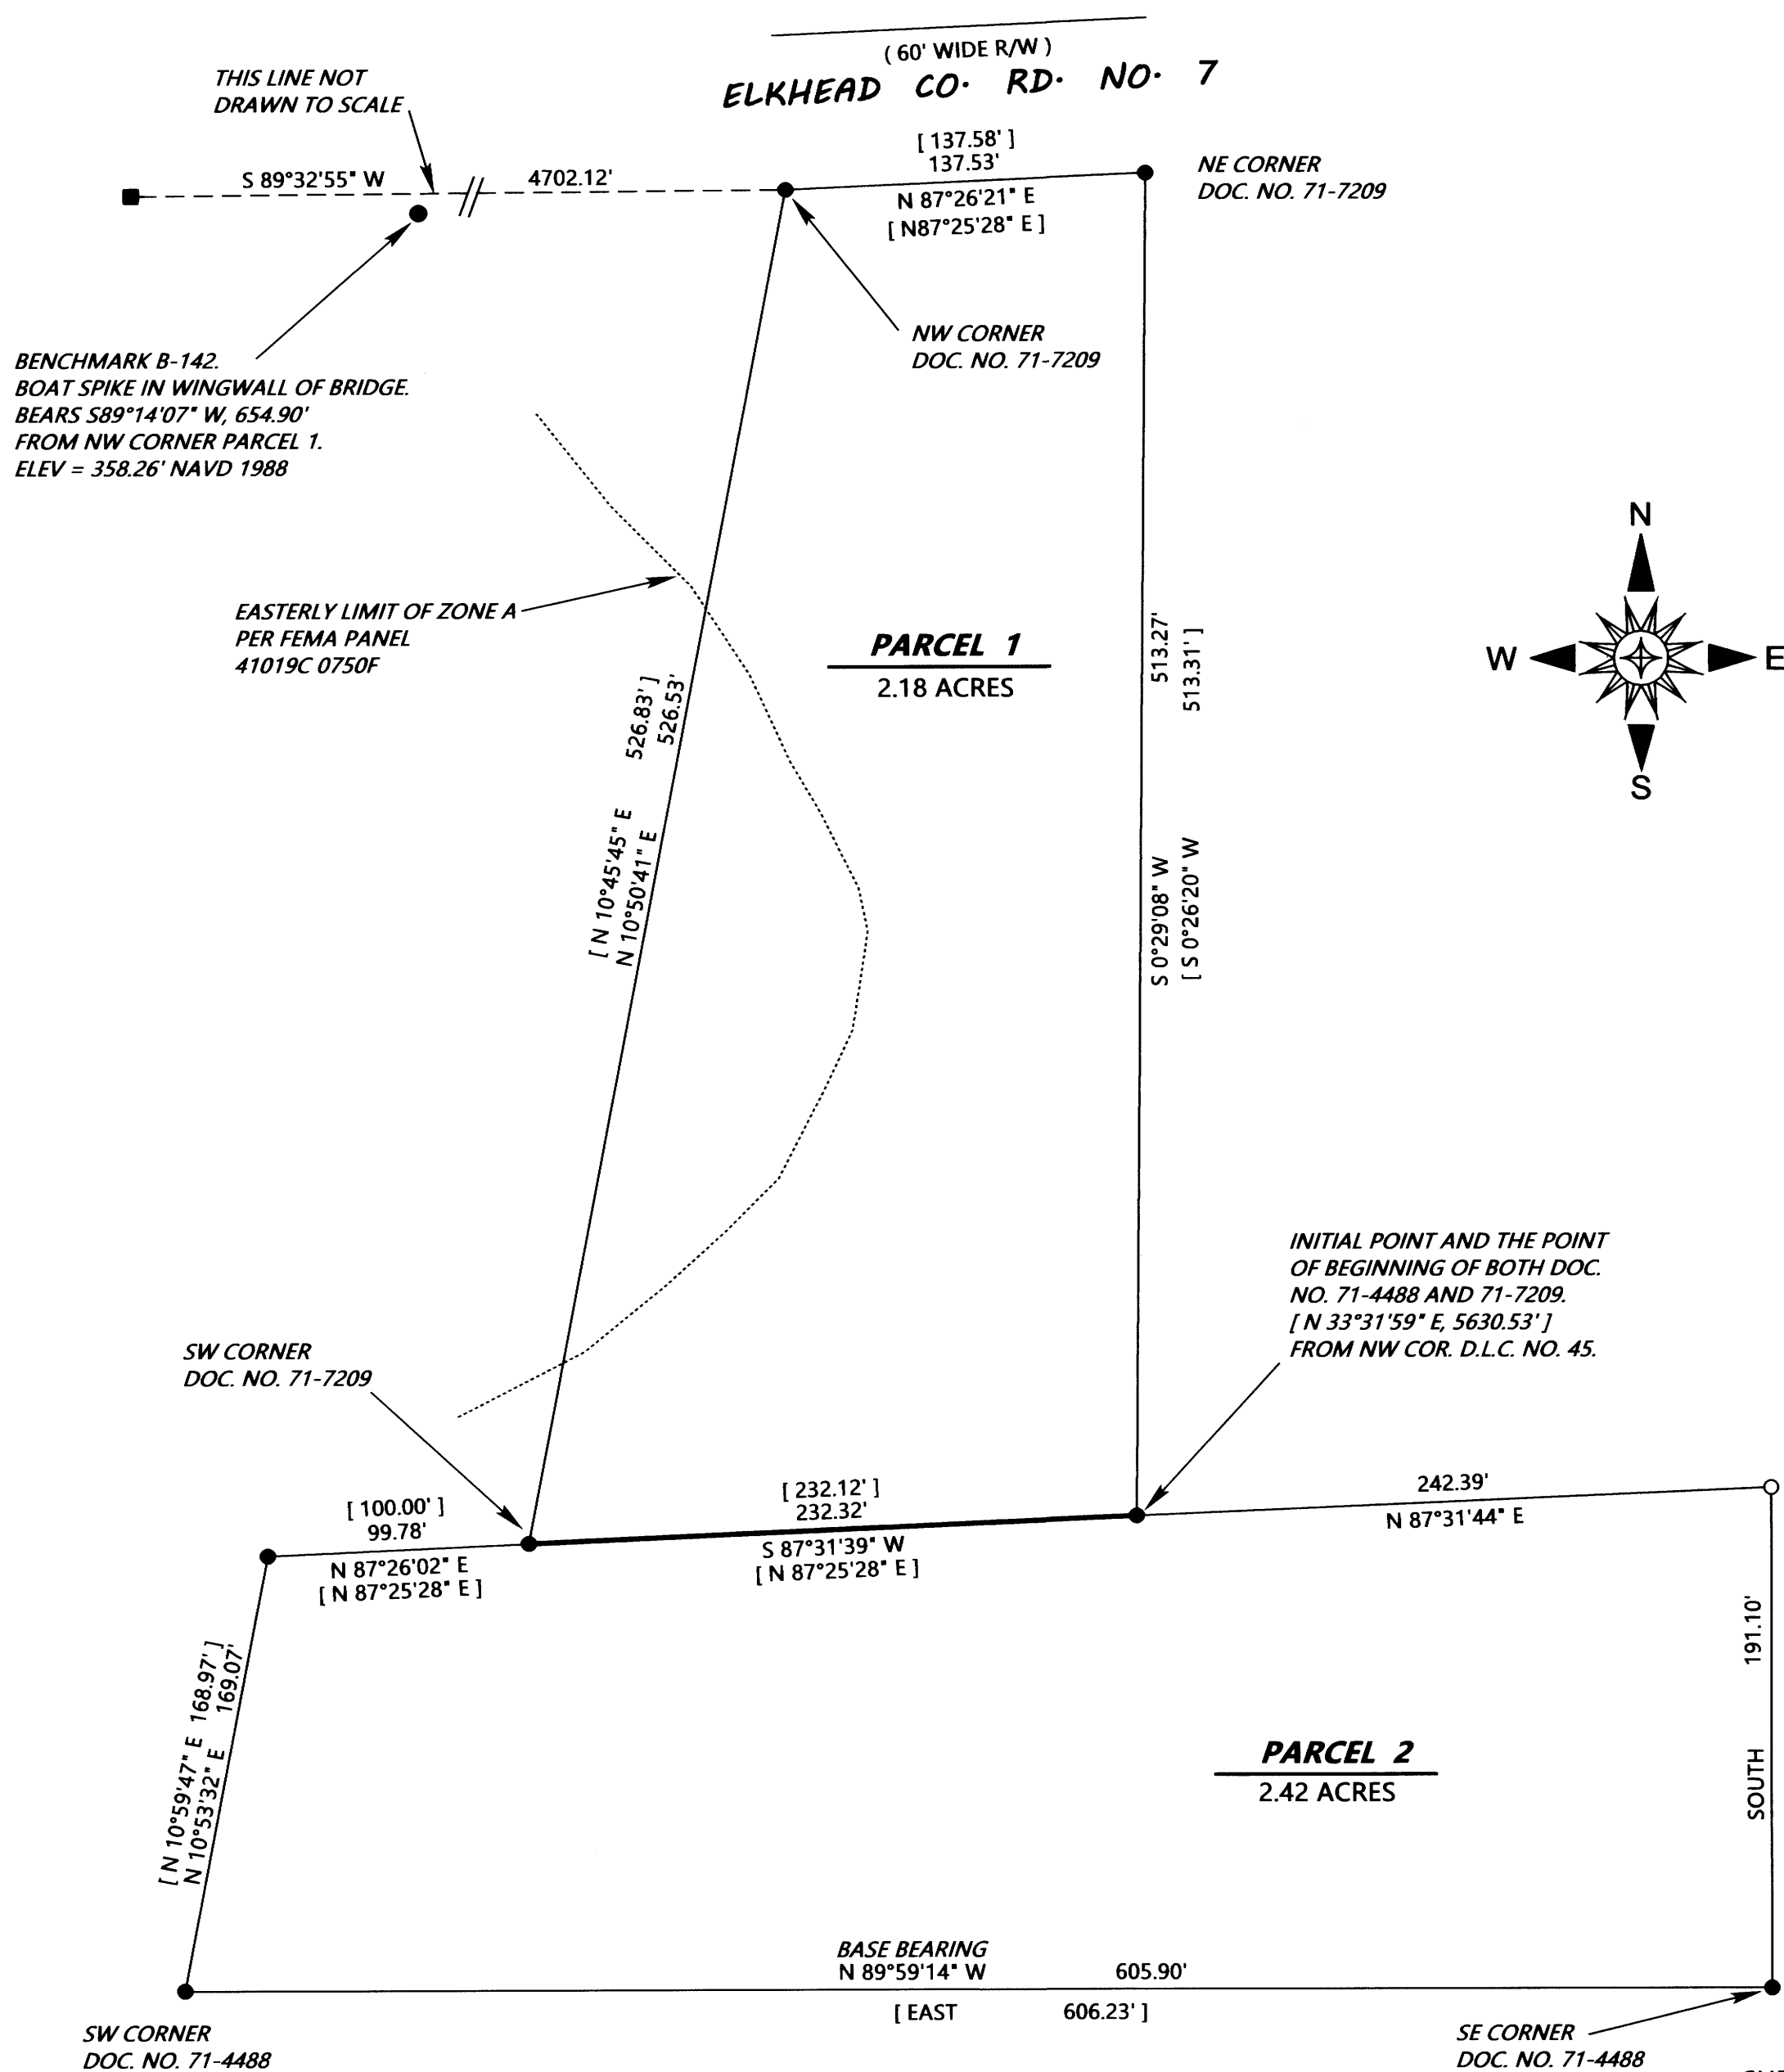 ( 60' WIDE R/W )
ELKHEAD CO. RD. NO. 7
THIS LINE NOT
DRAWN TO SCALE
S 89°32'55" W
4702.12'
[ 137.58' ]
137.53'
N 87°26'21" E
[ N87°25'28" E ]
NE CORNER
DOC. NO. 71-7209
NW CORNER
DOC. NO. 71-7209
BENCHMARK B-142.
BOAT SPIKE IN WINGWALL OF BRIDGE.
BEARS S89°14'07" W, 654.90'
FROM NW CORNER PARCEL 1.
ELEV = 358.26' NAVD 1988
N
W
E
S
EASTERLY LIMIT OF ZONE A
PER FEMA PANEL
41019C 0750F
PARCEL 1
2.18 ACRES
[ N 10°45'45" E 526.83' ]
N 10°50'41" E 526.53'
S 0°29'08" W 513.27'
[ S 0°26'20" W 513.31' ]
INITIAL POINT AND THE POINT
OF BEGINNING OF BOTH DOC.
NO. 71-4488 AND 71-7209.
[ N 33°31'59" E, 5630.53' ]
FROM NW COR. D.L.C. NO. 45.
SW CORNER
DOC. NO. 71-7209
[ 100.00' ]
99.78'
N 87°26'02" E
[ N 87°25'28" E ]
[ 232.12' ]
232.32'
S 87°31'39" W
[ N 87°25'28" E ]
242.39'
N 87°31'44" E
[ N 10°59'47" E 168.97' ]
N 10°53'32" E 169.07'
SOUTH 191.10'
PARCEL 2
2.42 ACRES
BASE BEARING
N 89°59'14" W 605.90'
[ EAST 606.23' ]
SW CORNER
DOC. NO. 71-4488
SE CORNER
DOC. NO. 71-4488